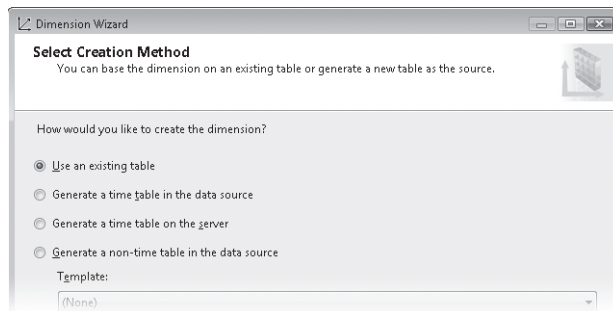 Dimension Wizard
Select Creation Method
You can base the dimension on an existing table or generate a new table as the source.
How would you like to create the dimension?
Use an existing table
Generate a time table in the data source
Generate a time table on the server
Generate a non-time table in the data source
Template:
(None)